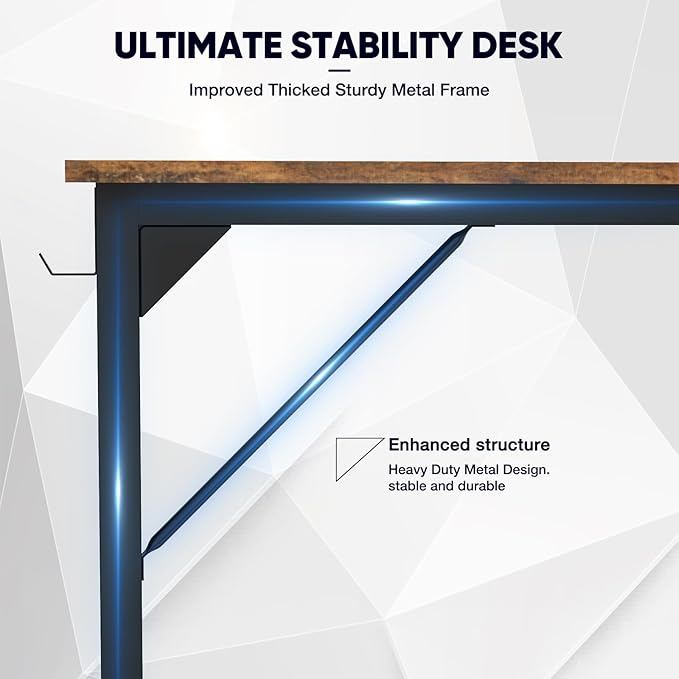 ULTIMATE STABILITY DESK
Improved Thicked Sturdy Metal Frame
Enhanced structure
Heavy Duty Metal Design.
stable and durable